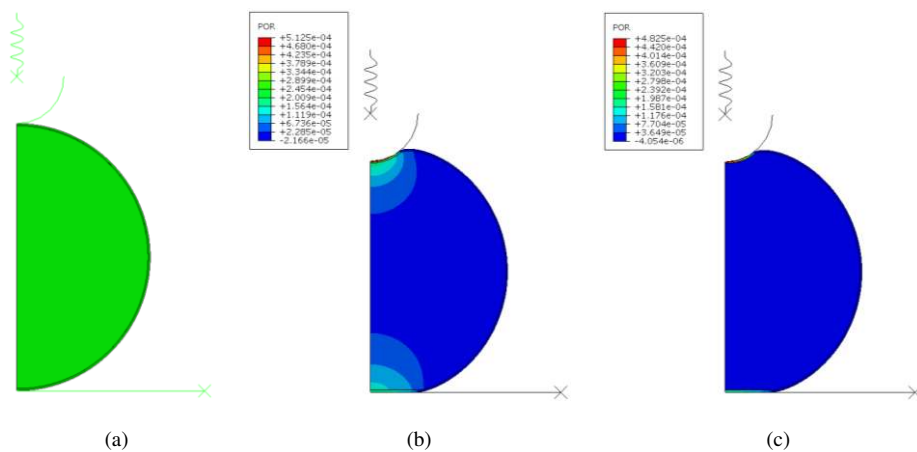 POR
+5.125e-04
+4.680e-04
+4.235e-04
+3.789e-04
+3.344e-04
+2.899e-04
+2.454e-04
+2.009e-04
+1.564e-04
+1.119e-04
+6.736e-05
+2.285e-05
-2.166e-05
POR
+4.825e-04
+4.420e-04
+4.014e-04
+3.609e-04
+3.203e-04
+2.798e-04
+2.392e-04
+1.987e-04
+1.581e-04
+1.176e-04
+7.704e-05
+3.649e-05
-4.054e-06
(a)
(b)
(c)